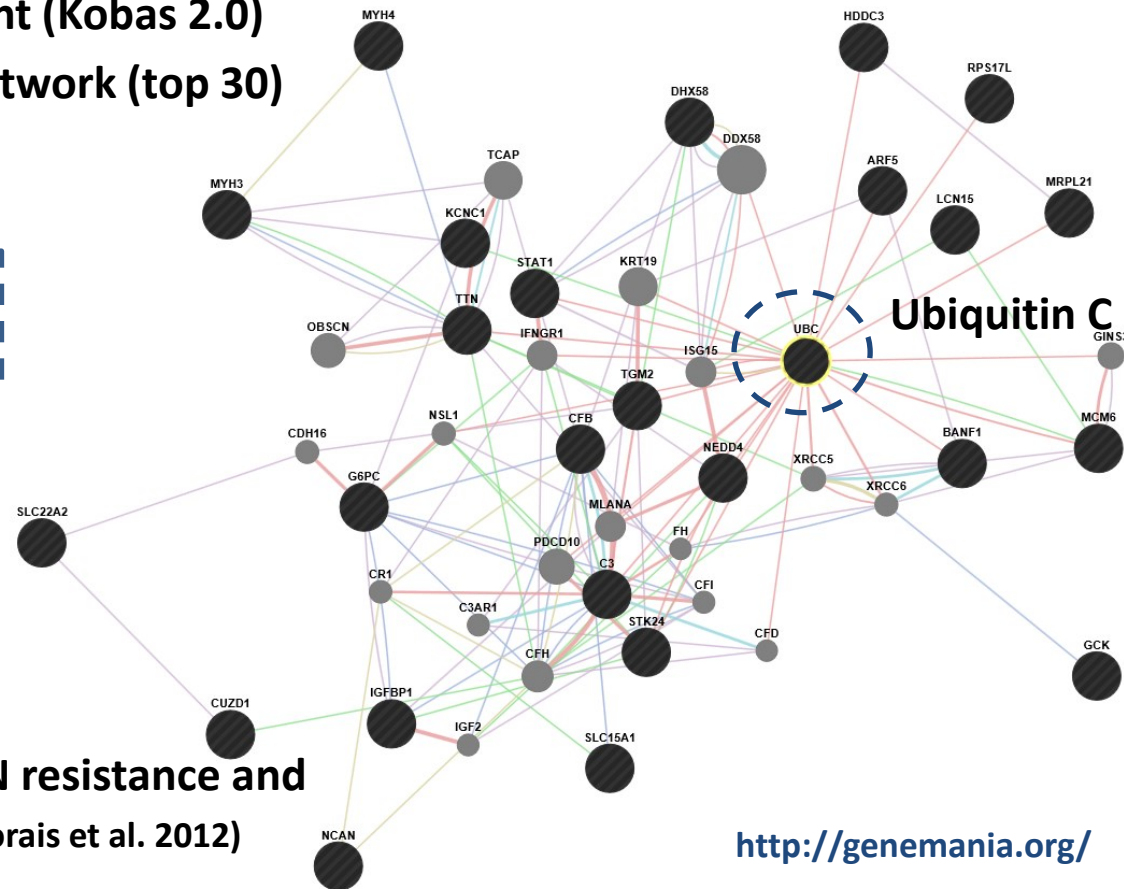 nt (Kobas 2.0)
twork (top 30)
MYH4
HDDC3
RPS17L
DHX58
DDX58
TCAP
ARF5
MYH3
MRPL21
LCN15
KCNC1
STAT1
KRT19
TTN
OBSCN
IFNGR1
UBC
Ubiquitin C
ISG15
GINS
TGM2
NSL1
CFB
MCM6
CDH16
BANF1
NEDD4
XRCC5
G6PC
XRCC6
SLC22A2
MLANA
FH
PDCD10
C3
CR1
CFI
C3AR1
STK24
CFD
CFH
GCK
IGFBP1
CUZD1
IGF2
SLC15A1
N resistance and
orais et al. 2012)
NCAN
http://genemania.org/